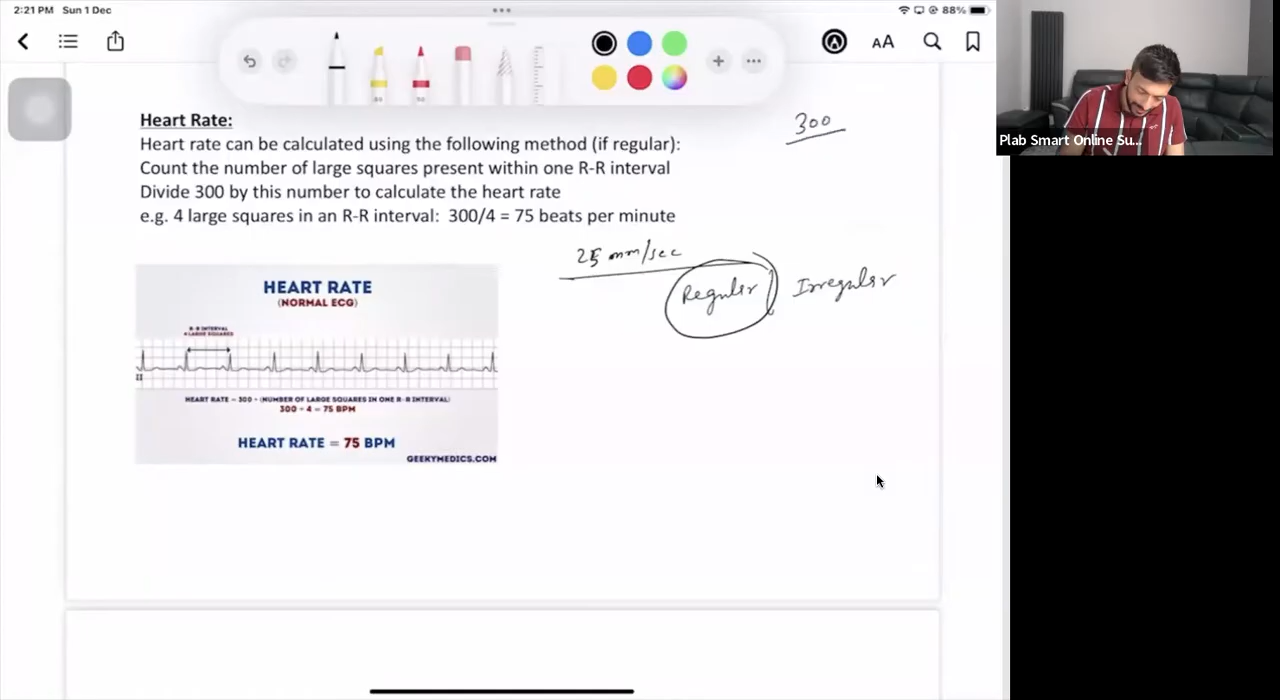 2:21 PM Sun 1 Dec
88%
AA
Heart Rate:
Heart rate can be calculated using the following method (if regular):
Count the number of large squares present within one R-R interval
Divide 300 by this number to calculate the heart rate
e.g. 4 large squares in an R-R interval: 300/4 = 75 beats per minute
300
25 mm/sec
Regular Irregular
HEART RATE
(NORMAL ECG)
R-R INTERVAL
4 LARGE SQUARES
II
HEART RATE = 300 ÷ (NUMBER OF LARGE SQUARES IN ONE R-R INTERVAL)
300 ÷ 4 = 75 BPM
HEART RATE = 75 BPM
GEEKYMEDICS.COM
Plab Smart Online Su...